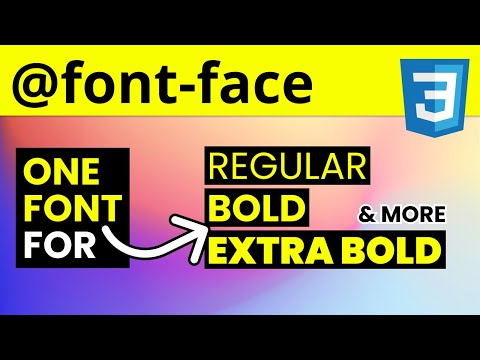 @font-face
3
ONE
FONT
FOR
REGULAR
BOLD
& MORE
EXTRA BOLD